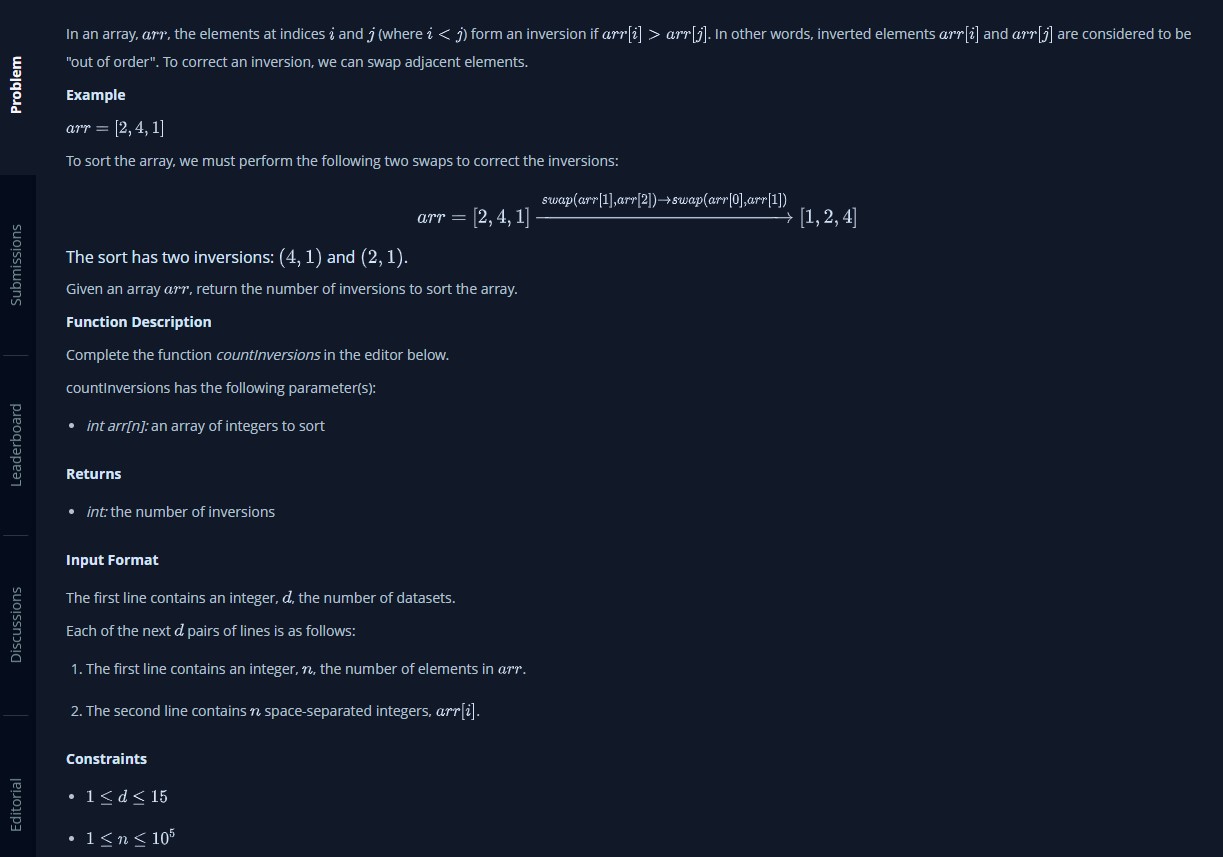 Problem
Submissions
Leaderboard
Discussions
Editorial
In an array, arr, the elements at indices i and j (where i < j) form an inversion if arr[i] > arr[j]. In other words, inverted elements arr[i] and arr[j] are considered to be
"out of order". To correct an inversion, we can swap adjacent elements.
Example
arr = [2, 4, 1]
To sort the array, we must perform the following two swaps to correct the inversions:
swap(arr[1],arr[2])→swap(arr[0],arr[1])
arr = [2, 4, 1] ⟶ [1, 2, 4]
The sort has two inversions: (4, 1) and (2, 1).
Given an array arr, return the number of inversions to sort the array.
Function Description
Complete the function countInversions in the editor below.
countInversions has the following parameter(s):
• int arr[n]: an array of integers to sort
Returns
• int: the number of inversions
Input Format
The first line contains an integer, d, the number of datasets.
Each of the next d pairs of lines is as follows:
1. The first line contains an integer, n, the number of elements in arr.
2. The second line contains n space-separated integers, arr[i].
Constraints
• 1 ≤ d ≤ 15
• 1 ≤ n ≤ 10⁵